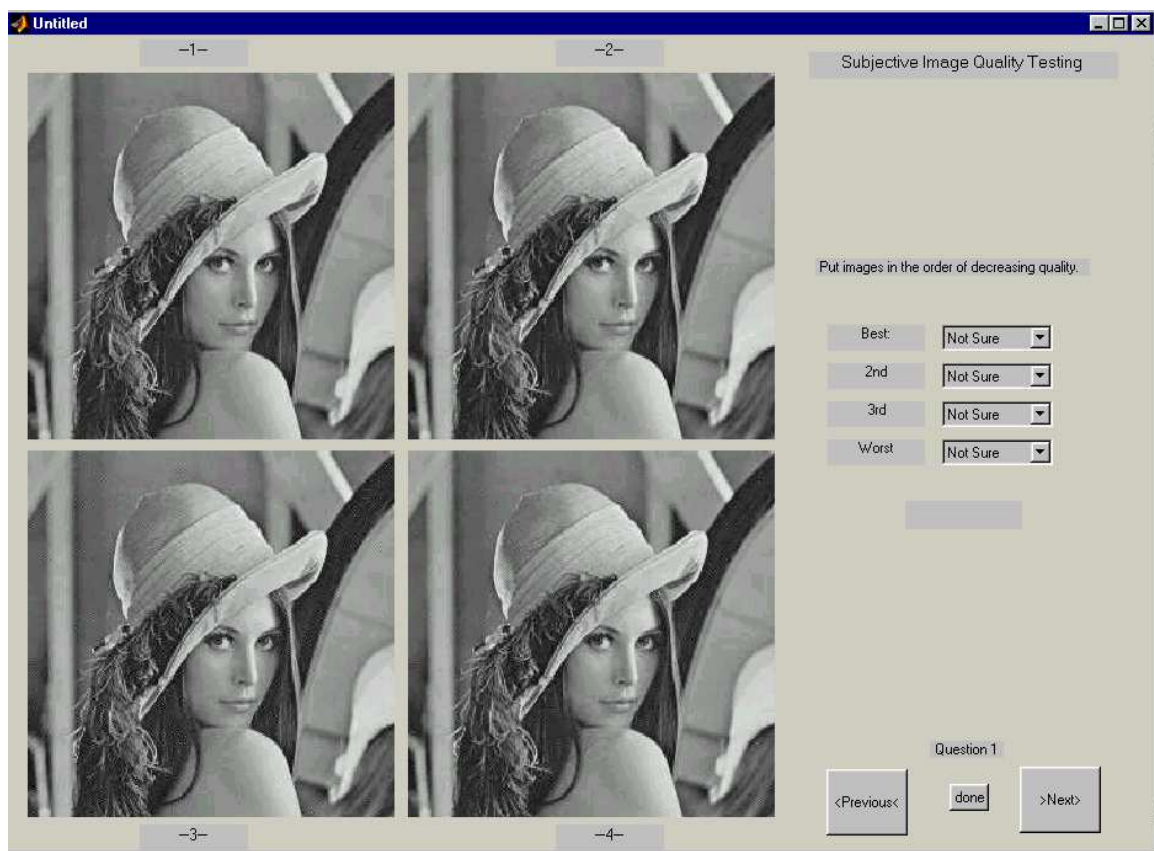 Untitled
–1–
–2–
Subjective Image Quality Testing
Put images in the order of decreasing quality.
Best: Not Sure
2nd Not Sure
3rd Not Sure
Worst Not Sure
Question 1
<Previous< done >Next>
–3–
–4–